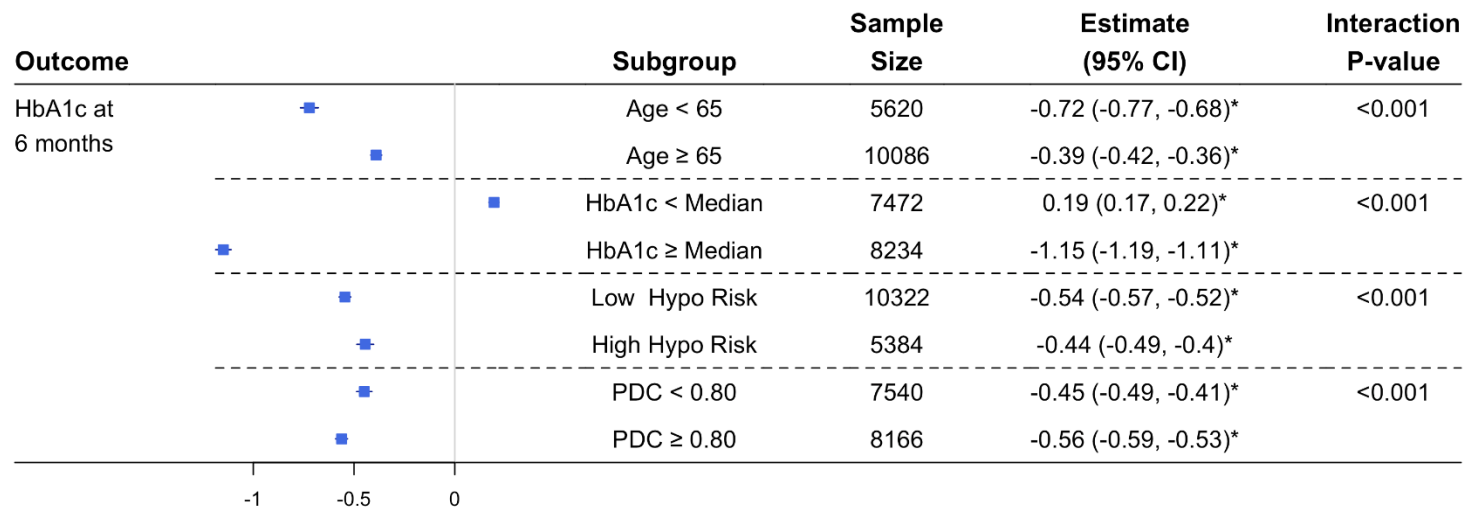 Outcome Subgroup Sample Size Estimate (95% CI) Interaction P-value
HbA1c at 6 months Age < 65 5620 -0.72 (-0.77, -0.68)* <0.001
Age ≥ 65 10086 -0.39 (-0.42, -0.36)*
HbA1c < Median 7472 0.19 (0.17, 0.22)* <0.001
HbA1c ≥ Median 8234 -1.15 (-1.19, -1.11)*
Low Hypo Risk 10322 -0.54 (-0.57, -0.52)* <0.001
High Hypo Risk 5384 -0.44 (-0.49, -0.4)*
PDC < 0.80 7540 -0.45 (-0.49, -0.41)* <0.001
PDC ≥ 0.80 8166 -0.56 (-0.59, -0.53)*
-1 -0.5 0